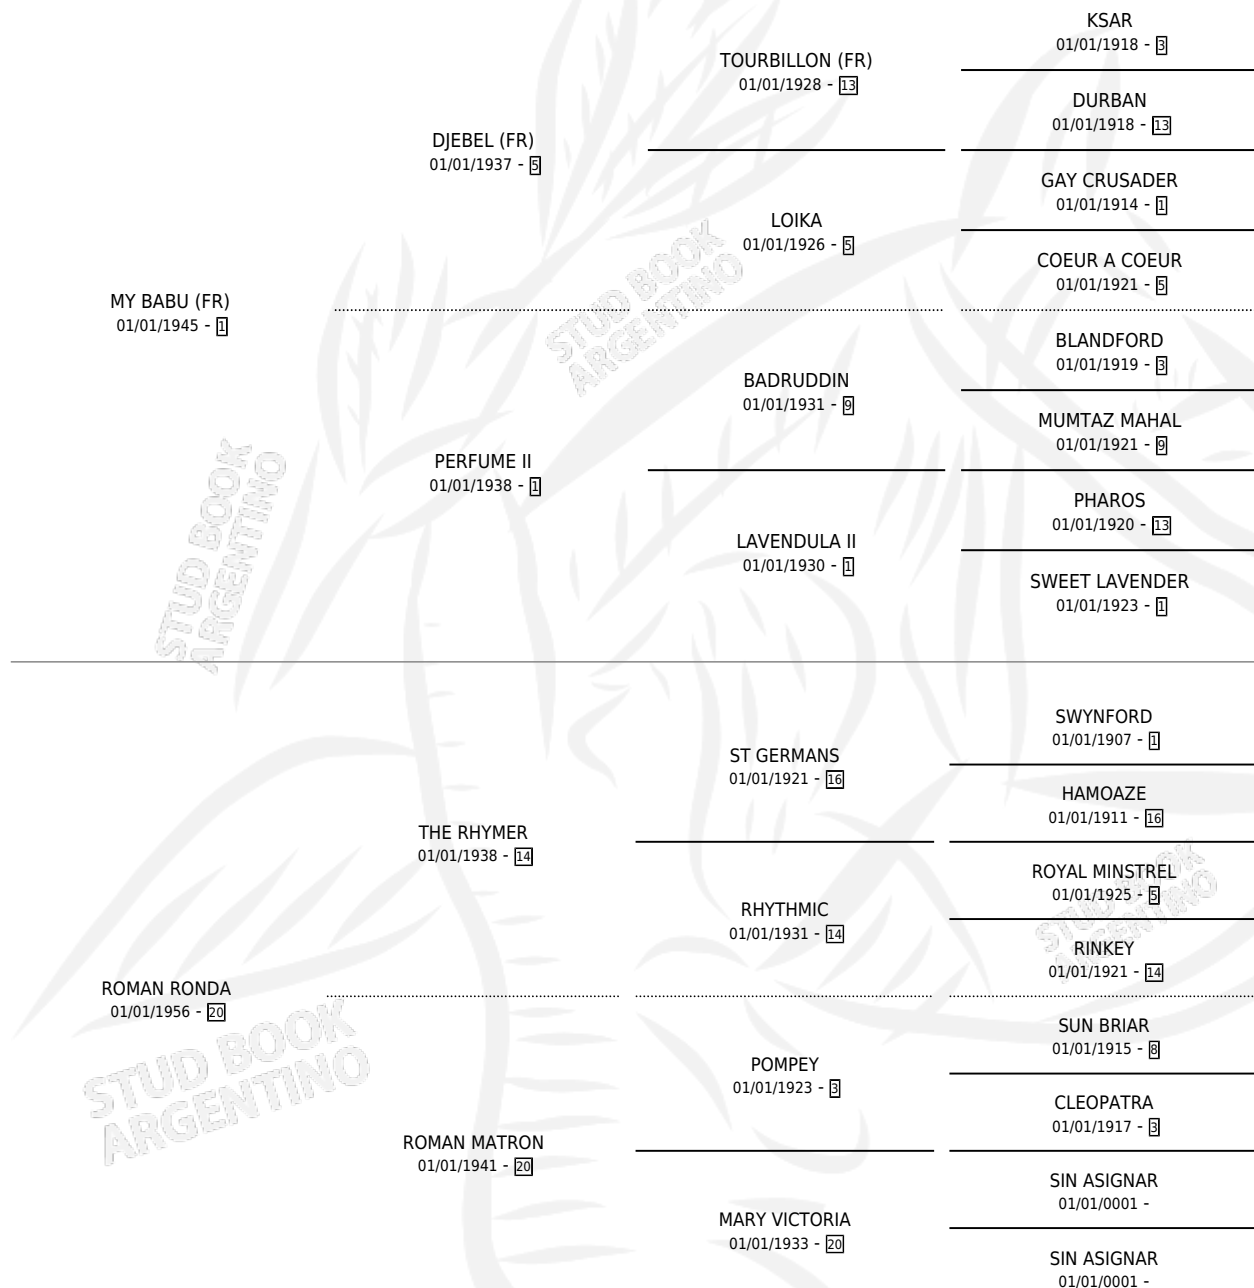 KSAR
01/01/1918 - 3
TOURBILLON (FR)
01/01/1928 - 13
DURBAN
01/01/1918 - 13
DJEBEL (FR)
01/01/1937 - 5
GAY CRUSADER
01/01/1914 - 1
LOIKA
01/01/1926 - 5
COEUR A COEUR
01/01/1921 - 5
MY BABU (FR)
01/01/1945 - 1
BLANDFORD
01/01/1919 - 3
BADRUDDIN
01/01/1931 - 9
MUMTAZ MAHAL
01/01/1921 - 9
PERFUME II
01/01/1938 - 1
PHAROS
01/01/1920 - 13
LAVENDULA II
01/01/1930 - 1
SWEET LAVENDER
01/01/1923 - 1
SWYNFORD
01/01/1907 - 1
ST GERMANS
01/01/1921 - 16
HAMOAZE
01/01/1911 - 16
THE RHYMER
01/01/1938 - 14
ROYAL MINSTREL
01/01/1925 - 5
RHYTHMIC
01/01/1931 - 14
RINKEY
01/01/1921 - 14
ROMAN RONDA
01/01/1956 - 20
SUN BRIAR
01/01/1915 - 8
POMPEY
01/01/1923 - 3
CLEOPATRA
01/01/1917 - 3
ROMAN MATRON
01/01/1941 - 20
SIN ASIGNAR
01/01/0001 -
MARY VICTORIA
01/01/1933 - 20
SIN ASIGNAR
01/01/0001 -
STUD BOOK
ARGENTINO
STUD BOOK
ARGENTINO
STUD BOOK
ARGENTINO
STUD BOOK
ARGENTINO